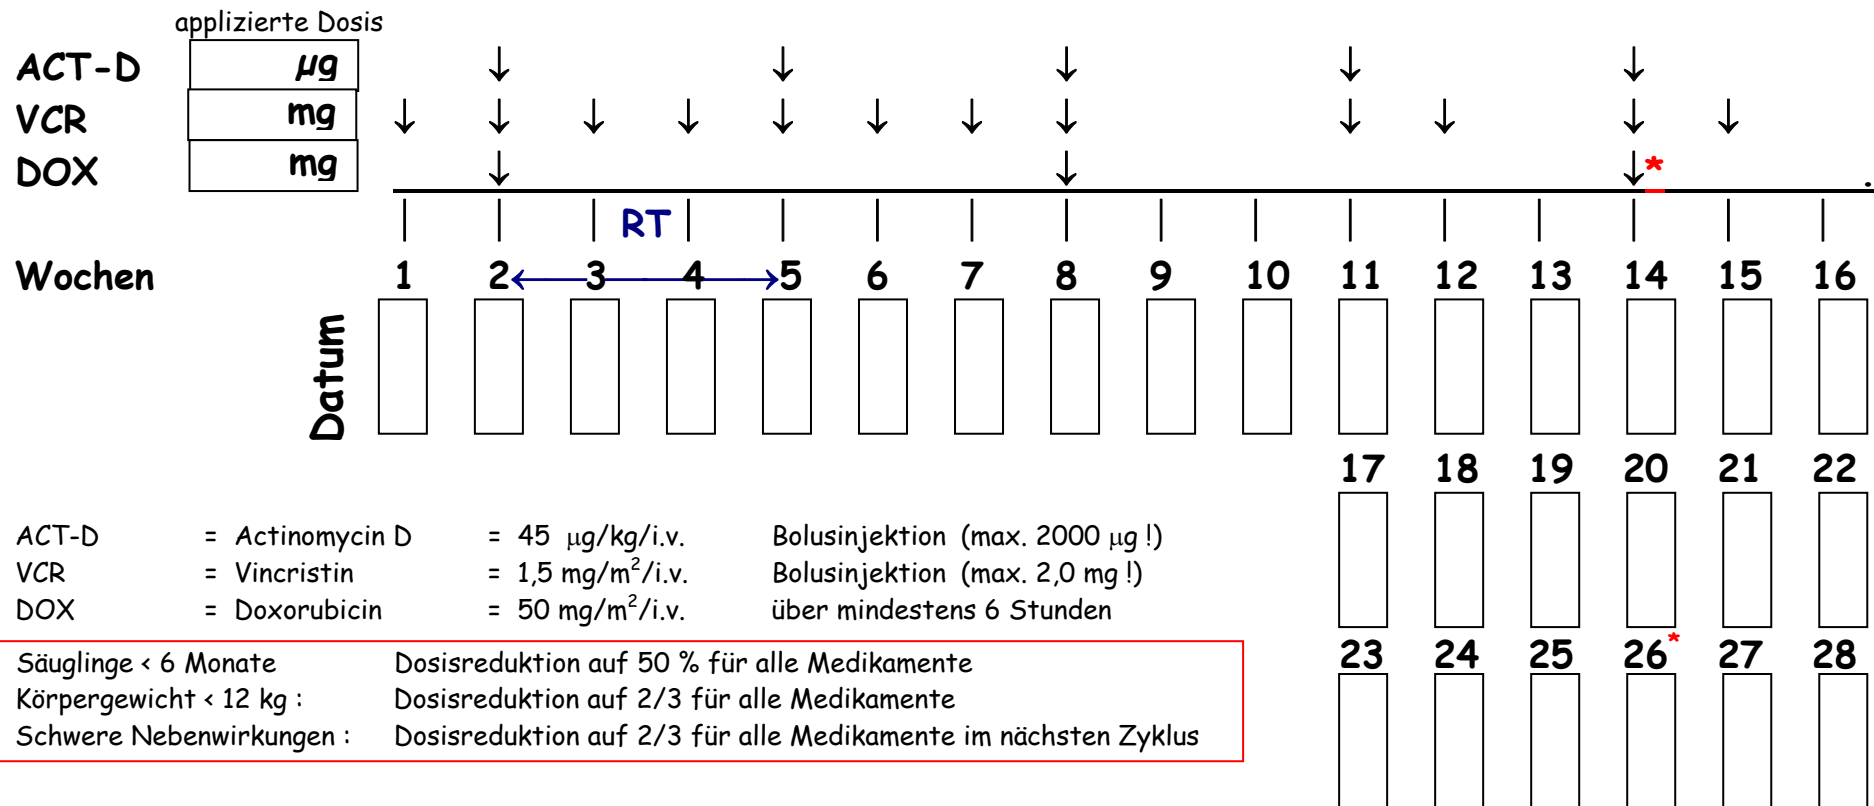 applizierte Dosis
ACT-D µg ↓ ↓ ↓ ↓ ↓
VCR mg ↓ ↓ ↓ ↓ ↓ ↓ ↓ ↓ ↓ ↓ ↓ ↓
DOX mg ↓ ↓ ↓*
.
RT
Wochen 1 2 3 4 5 6 7 8 9 10 11 12 13 14 15 16
Datum
17 18 19 20 21 22
ACT-D = Actinomycin D = 45 µg/kg/i.v. Bolusinjektion (max. 2000 µg !)
VCR = Vincristin = 1,5 mg/m²/i.v. Bolusinjektion (max. 2,0 mg !)
DOX = Doxorubicin = 50 mg/m²/i.v. über mindestens 6 Stunden
23 24 25 26* 27 28
Säuglinge < 6 Monate Dosisreduktion auf 50 % für alle Medikamente
Körpergewicht < 12 kg : Dosisreduktion auf 2/3 für alle Medikamente
Schwere Nebenwirkungen : Dosisreduktion auf 2/3 für alle Medikamente im nächsten Zyklus